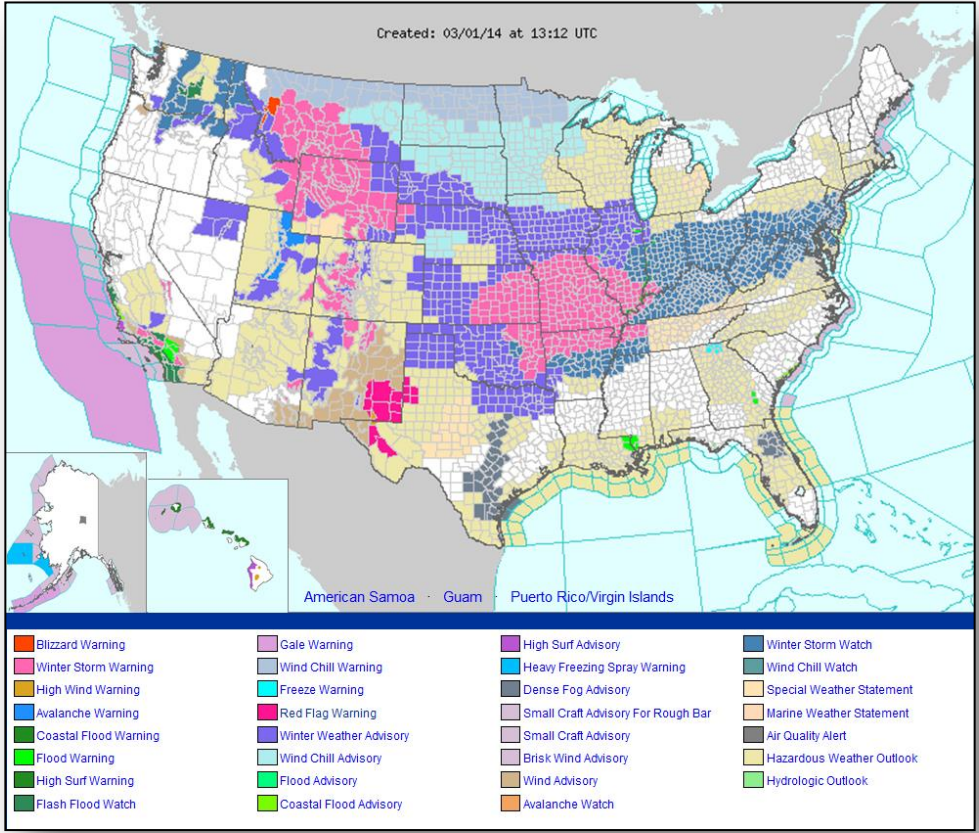 Created: 03/01/14 at 13:12 UTC
American Samoa · Guam · Puerto Rico/Virgin Islands
Blizzard Warning
Winter Storm Warning
High Wind Warning
Avalanche Warning
Coastal Flood Warning
Flood Warning
High Surf Warning
Flash Flood Watch
Gale Warning
Wind Chill Warning
Freeze Warning
Red Flag Warning
Winter Weather Advisory
Wind Chill Advisory
Flood Advisory
Coastal Flood Advisory
High Surf Advisory
Heavy Freezing Spray Warning
Dense Fog Advisory
Small Craft Advisory For Rough Bar
Small Craft Advisory
Brisk Wind Advisory
Wind Advisory
Avalanche Watch
Winter Storm Watch
Wind Chill Watch
Special Weather Statement
Marine Weather Statement
Air Quality Alert
Hazardous Weather Outlook
Hydrologic Outlook